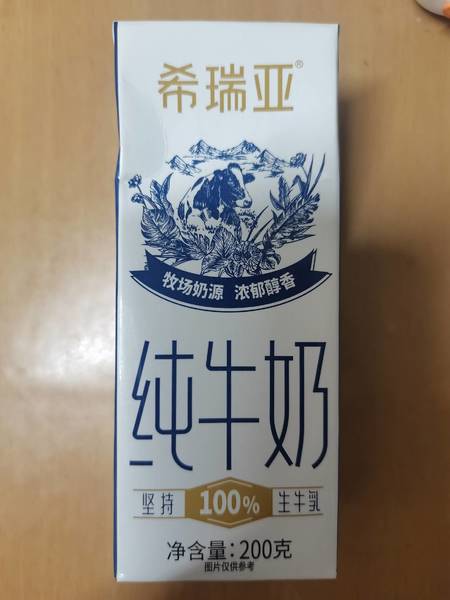 希瑞亚®
牧场奶源 浓郁醇香
纯牛奶
坚持 100% 生牛乳
净含量：200克
图片仅供参考